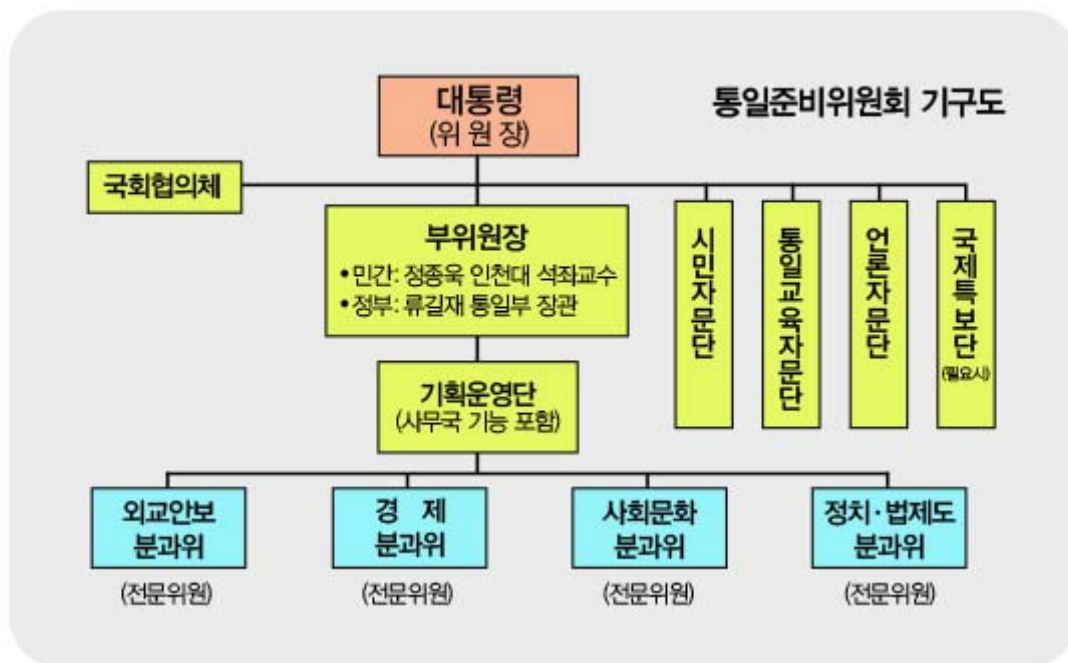 통일준비위원회 기구도
대통령
(위 원 장)
국회협의체
부위원장
• 민간: 정종욱 인천대 석좌교수
• 정부: 류길재 통일부 장관
시민자문단
통일교육자문단
언론자문단
국제특보단
(필요시)
기획운영단
(사무국 기능 포함)
외교안보
분과위
(전문위원)
경 제
분과위
(전문위원)
사회문화
분과위
(전문위원)
정치·법제도
분과위
(전문위원)